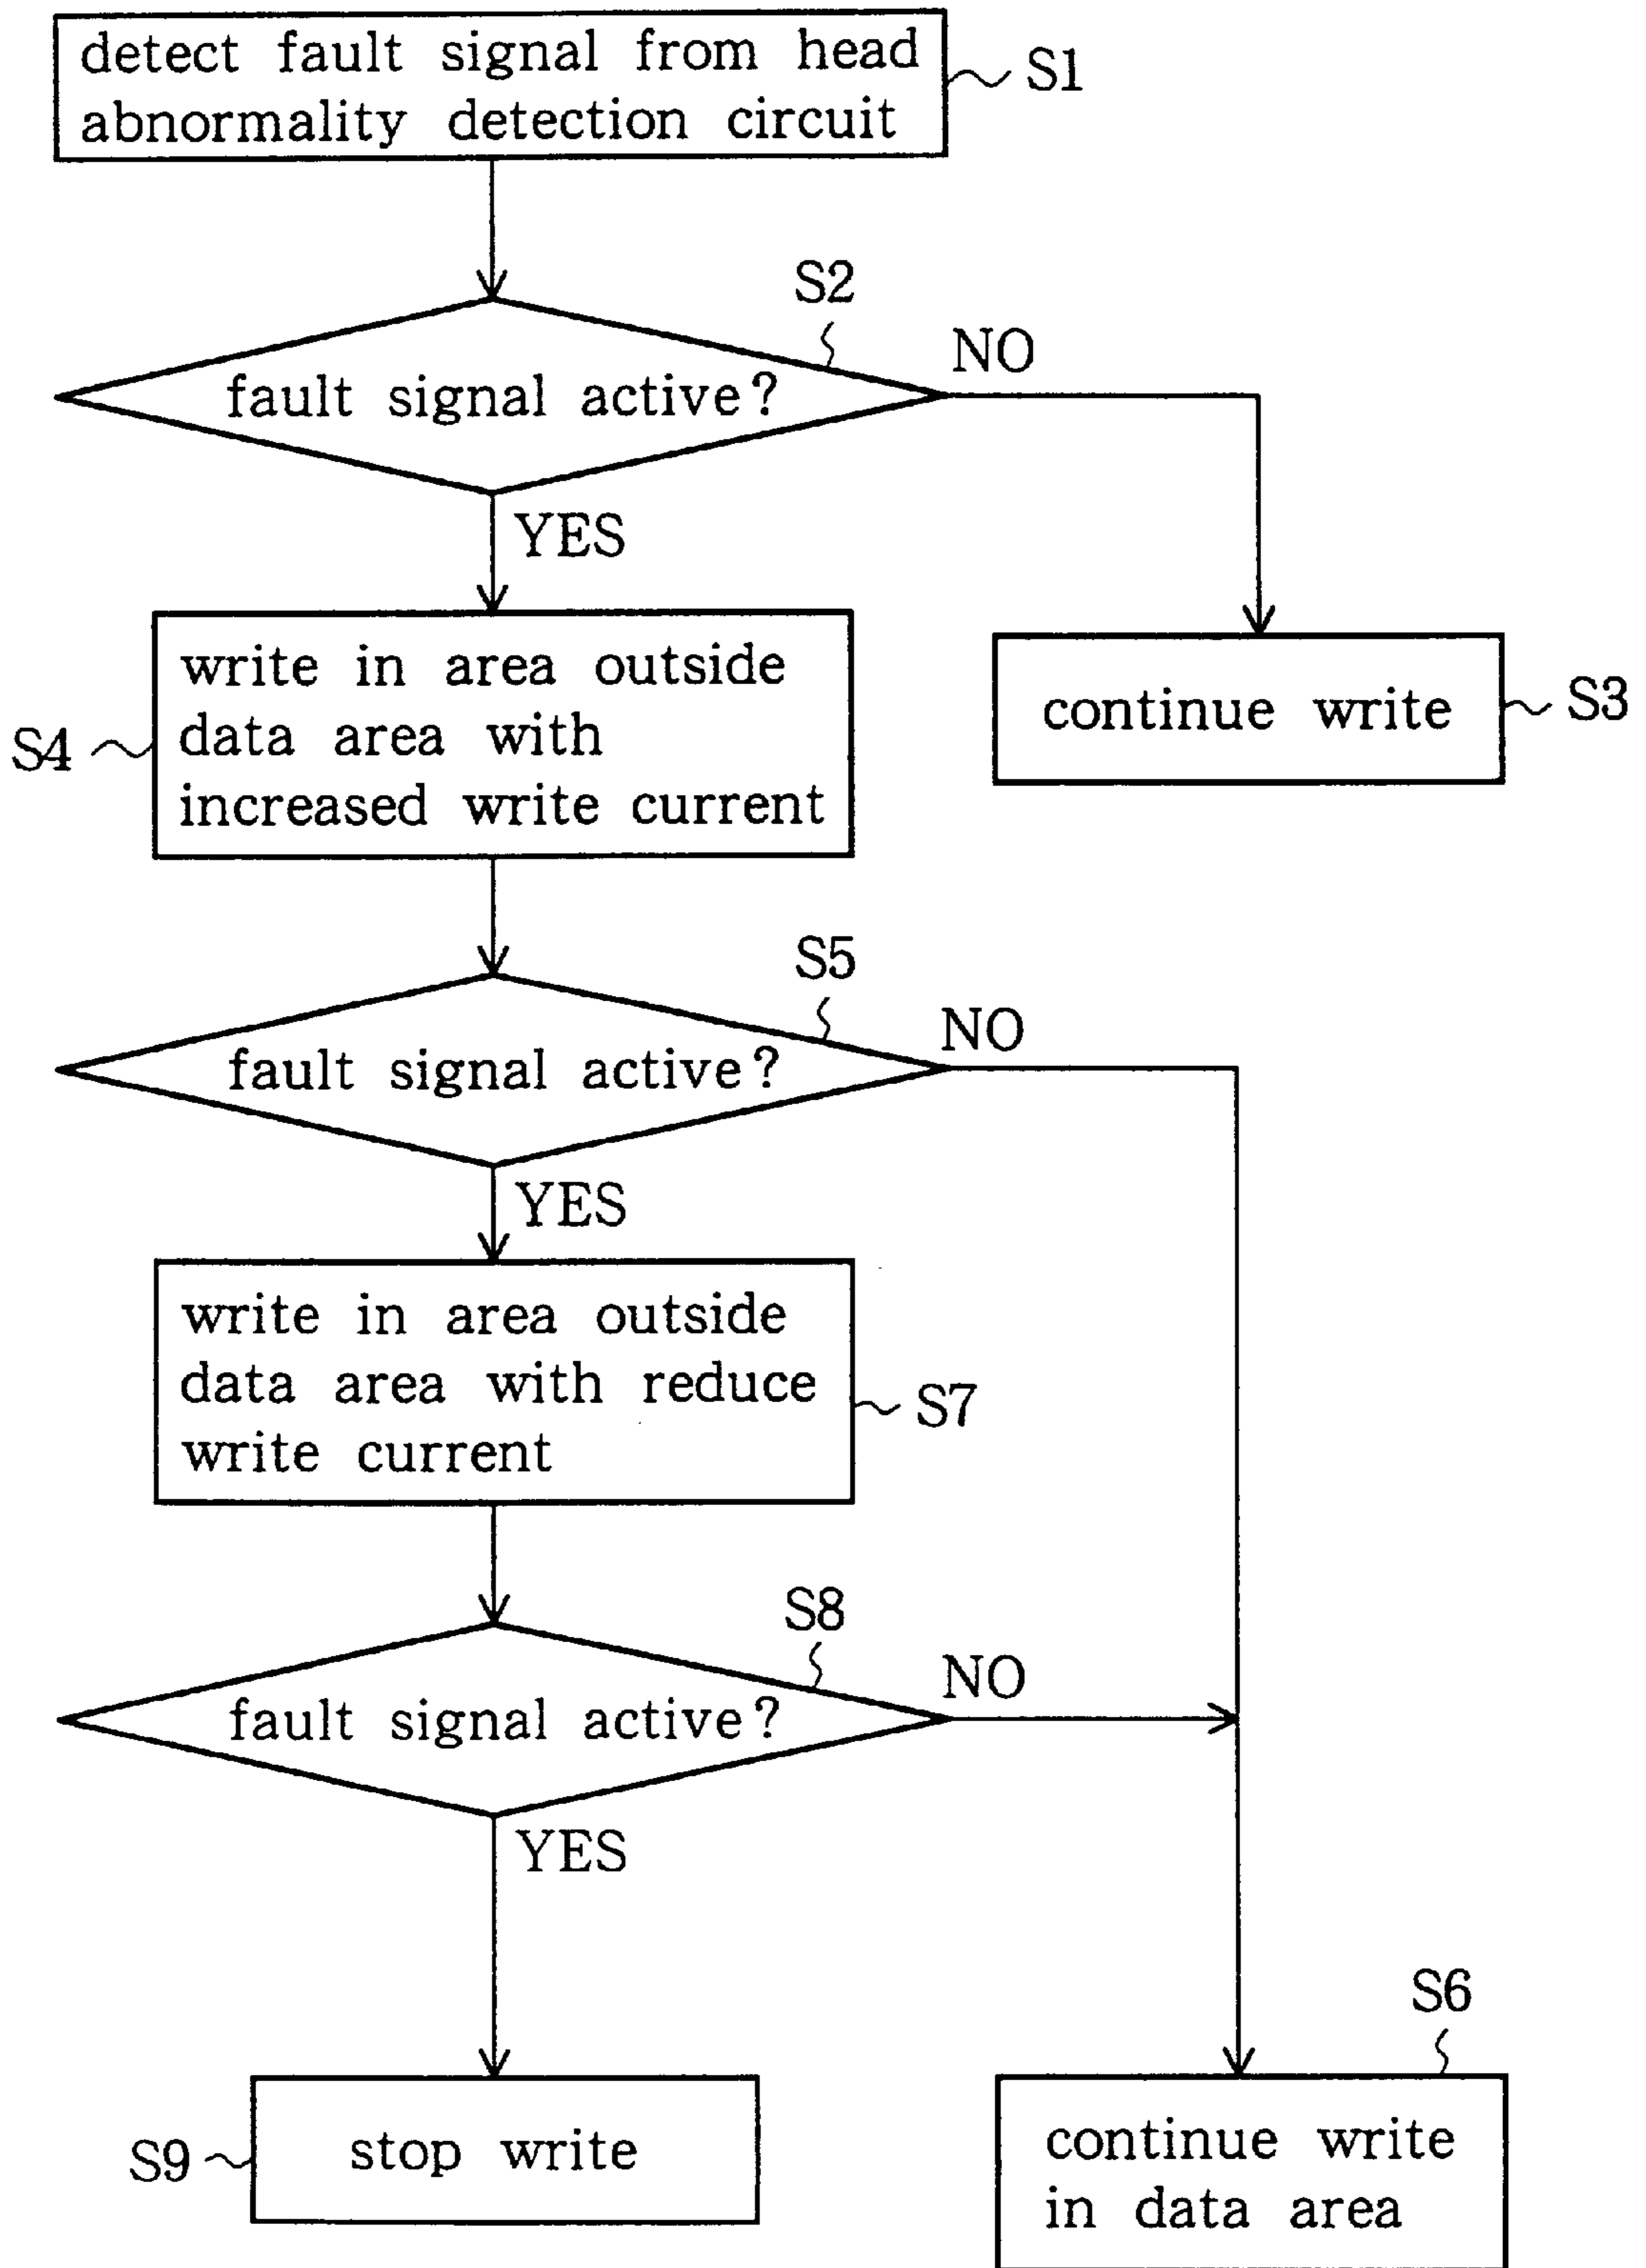 detect fault signal from head
abnormality detection circuit
S1
S2
NO
fault signal active?
YES
write in area outside
data area with
increased write current
S4
continue write
S3
S5
NO
fault signal active?
YES
write in area outside
data area with reduce
write current
S7
S8
NO
fault signal active?
YES
S6
stop write
S9
continue write
in data area